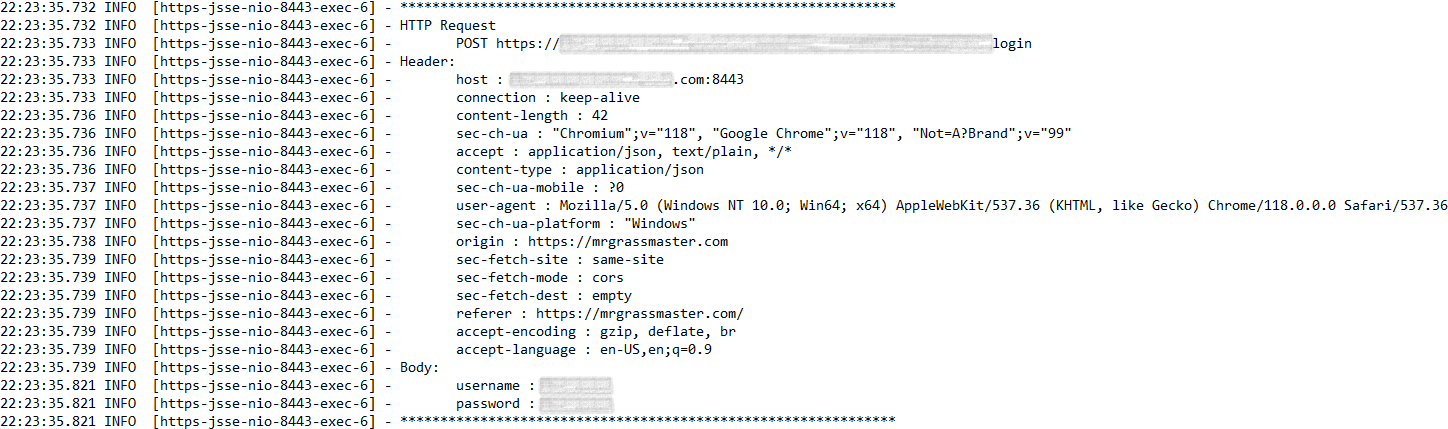 22:23:35.732 INFO  [https-jsse-nio-8443-exec-6] - **************************************************************
22:23:35.732 INFO  [https-jsse-nio-8443-exec-6] - HTTP Request
22:23:35.733 INFO  [https-jsse-nio-8443-exec-6] -        POST https:// login
22:23:35.733 INFO  [https-jsse-nio-8443-exec-6] - Header:
22:23:35.733 INFO  [https-jsse-nio-8443-exec-6] -        host : .com:8443
22:23:35.733 INFO  [https-jsse-nio-8443-exec-6] -        connection : keep-alive
22:23:35.736 INFO  [https-jsse-nio-8443-exec-6] -        content-length : 42
22:23:35.736 INFO  [https-jsse-nio-8443-exec-6] -        sec-ch-ua : "Chromium";v="118", "Google Chrome";v="118", "Not=A?Brand";v="99"
22:23:35.736 INFO  [https-jsse-nio-8443-exec-6] -        accept : application/json, text/plain, */*
22:23:35.736 INFO  [https-jsse-nio-8443-exec-6] -        content-type : application/json
22:23:35.737 INFO  [https-jsse-nio-8443-exec-6] -        sec-ch-ua-mobile : ?0
22:23:35.737 INFO  [https-jsse-nio-8443-exec-6] -        user-agent : Mozilla/5.0 (Windows NT 10.0; Win64; x64) AppleWebKit/537.36 (KHTML, like Gecko) Chrome/118.0.0.0 Safari/537.36
22:23:35.737 INFO  [https-jsse-nio-8443-exec-6] -        sec-ch-ua-platform : "Windows"
22:23:35.738 INFO  [https-jsse-nio-8443-exec-6] -        origin : https://mrgrassmaster.com
22:23:35.739 INFO  [https-jsse-nio-8443-exec-6] -        sec-fetch-site : same-site
22:23:35.739 INFO  [https-jsse-nio-8443-exec-6] -        sec-fetch-mode : cors
22:23:35.739 INFO  [https-jsse-nio-8443-exec-6] -        sec-fetch-dest : empty
22:23:35.739 INFO  [https-jsse-nio-8443-exec-6] -        referer : https://mrgrassmaster.com/
22:23:35.739 INFO  [https-jsse-nio-8443-exec-6] -        accept-encoding : gzip, deflate, br
22:23:35.739 INFO  [https-jsse-nio-8443-exec-6] -        accept-language : en-US,en;q=0.9
22:23:35.739 INFO  [https-jsse-nio-8443-exec-6] - Body:
22:23:35.821 INFO  [https-jsse-nio-8443-exec-6] -        username :
22:23:35.821 INFO  [https-jsse-nio-8443-exec-6] -        password :
22:23:35.821 INFO  [https-jsse-nio-8443-exec-6] - **************************************************************